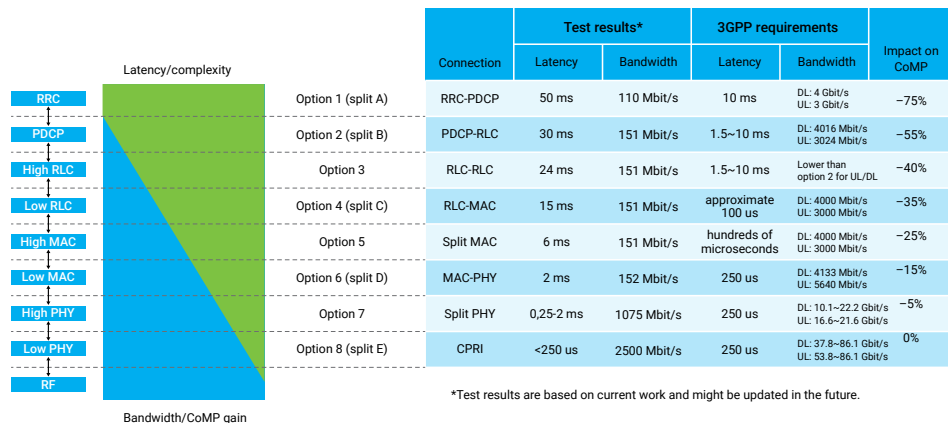 Latency/complexity
RRC
PDCP
High RLC
Low RLC
High MAC
Low MAC
High PHY
Low PHY
RF
Bandwidth/CoMP gain
Option 1 (split A)
Option 2 (split B)
Option 3
Option 4 (split C)
Option 5
Option 6 (split D)
Option 7
Option 8 (split E)
Test results* 3GPP requirements
Connection Latency Bandwidth Latency Bandwidth Impact on
CoMP
RRC-PDCP 50 ms 110 Mbit/s 10 ms DL: 4 Gbit/s
UL: 3 Gbit/s −75%
PDCP-RLC 30 ms 151 Mbit/s 1.5~10 ms DL: 4016 Mbit/s
UL: 3024 Mbit/s −55%
RLC-RLC 24 ms 151 Mbit/s 1.5~10 ms Lower than
option 2 for UL/DL −40%
RLC-MAC 15 ms 151 Mbit/s approximate
100 us DL: 4000 Mbit/s
UL: 3000 Mbit/s −35%
Split MAC 6 ms 151 Mbit/s hundreds of
microseconds DL: 4000 Mbit/s
UL: 3000 Mbit/s −25%
MAC-PHY 2 ms 152 Mbit/s 250 us DL: 4133 Mbit/s
UL: 5640 Mbit/s −15%
Split PHY 0,25-2 ms 1075 Mbit/s 250 us DL: 10.1~22.2 Gbit/s
UL: 16.6~21.6 Gbit/s −5%
CPRI <250 us 2500 Mbit/s 250 us DL: 37.8~86.1 Gbit/s
UL: 53.8~86.1 Gbit/s 0%
*Test results are based on current work and might be updated in the future.